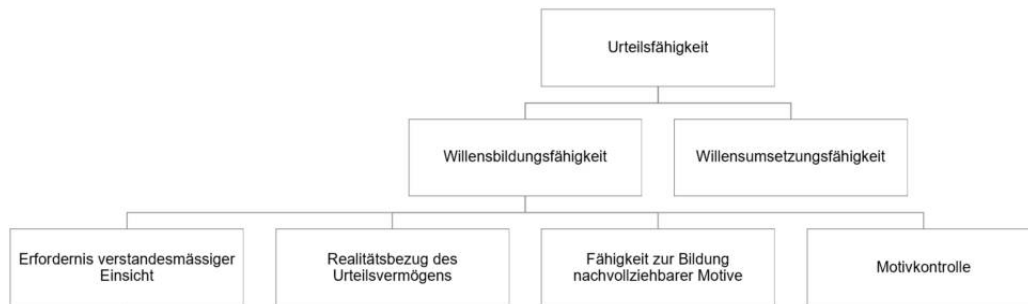 Urteilsfähigkeit
Willensbildungsfähigkeit
Willensumsetzungsfähigkeit
Erfordernis verstandesmässiger
Einsicht
Realitätsbezug des
Urteilsvermögens
Fähigkeit zur Bildung
nachvollziehbarer Motive
Motivkontrolle